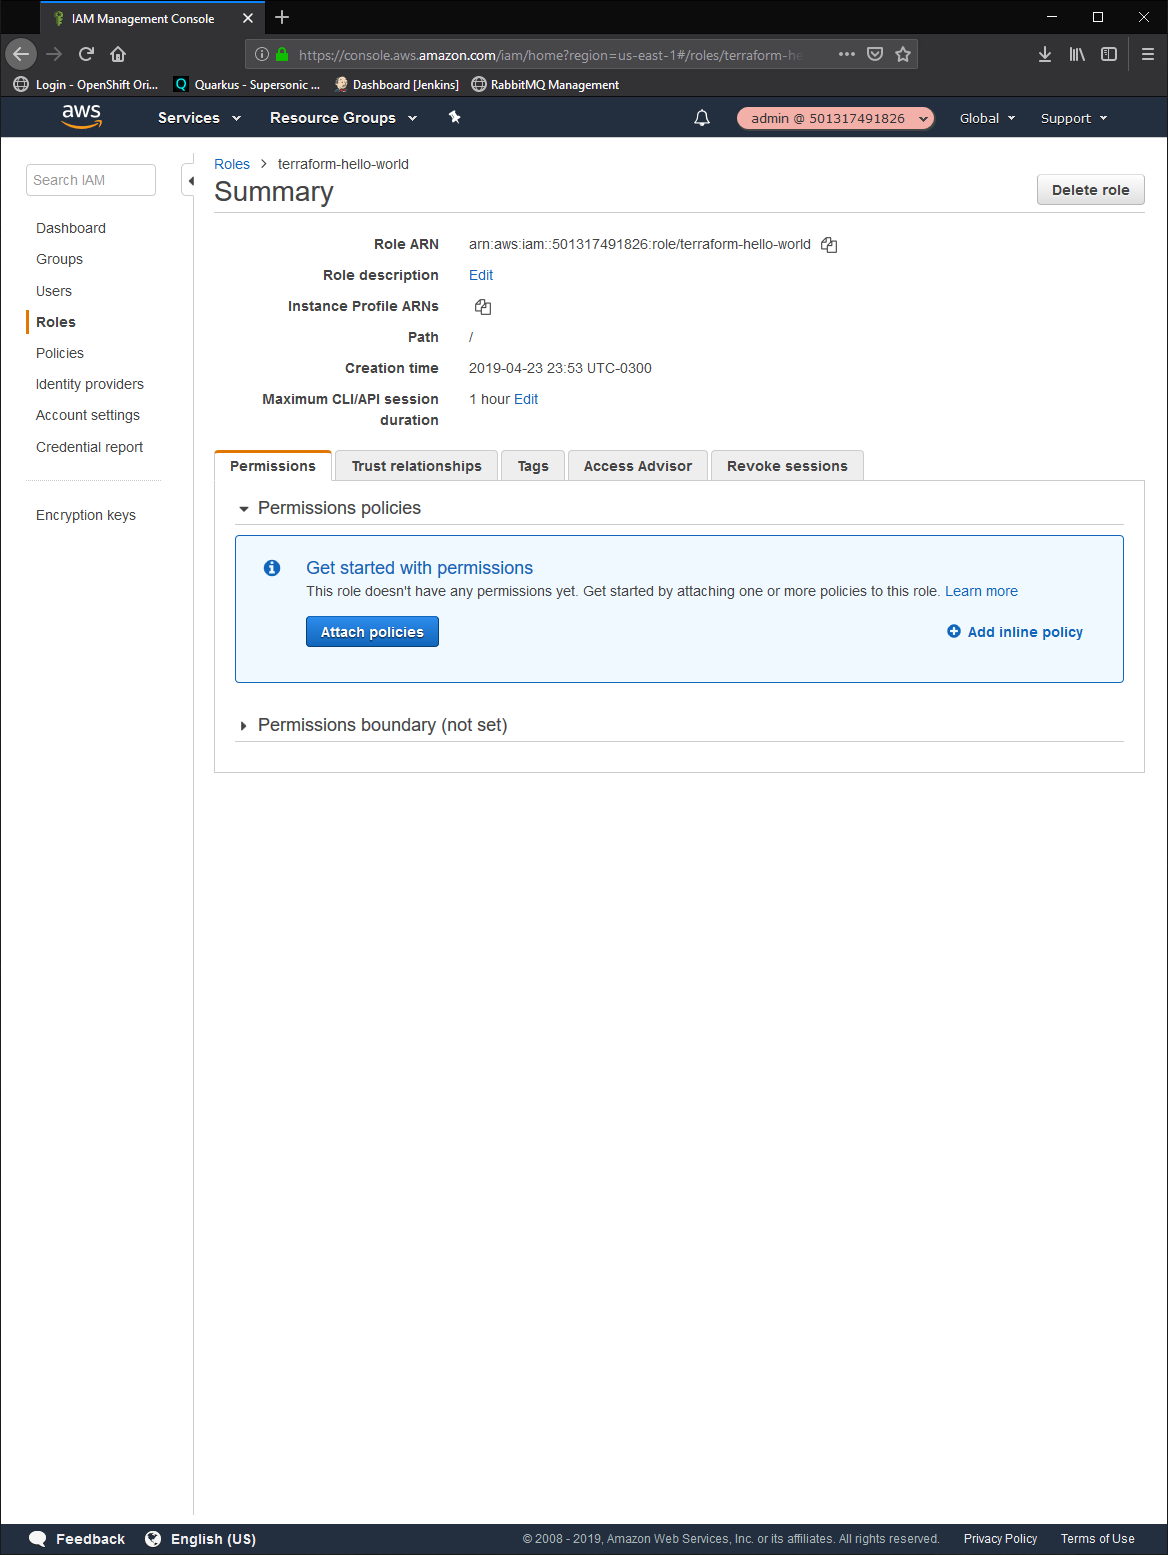 IAM Management Console
https://console.aws.amazon.com/iam/home?region=us-east-1#/roles/terraform-he
Login - OpenShift Ori... Quarkus - Supersonic ... Dashboard [Jenkins] RabbitMQ Management
aws Services Resource Groups admin @ 501317491826 Global Support
Search IAM
Dashboard
Groups
Users
Roles
Policies
Identity providers
Account settings
Credential report
Encryption keys
Roles > terraform-hello-world
Summary
Delete role
Role ARN arn:aws:iam::501317491826:role/terraform-hello-world
Role description Edit
Instance Profile ARNs
Path /
Creation time 2019-04-23 23:53 UTC-0300
Maximum CLI/API session 1 hour Edit
duration
Permissions Trust relationships Tags Access Advisor Revoke sessions
Permissions policies
Get started with permissions
This role doesn't have any permissions yet. Get started by attaching one or more policies to this role. Learn more
Attach policies Add inline policy
Permissions boundary (not set)
Feedback English (US) © 2008 - 2019, Amazon Web Services, Inc. or its affiliates. All rights reserved. Privacy Policy Terms of Use